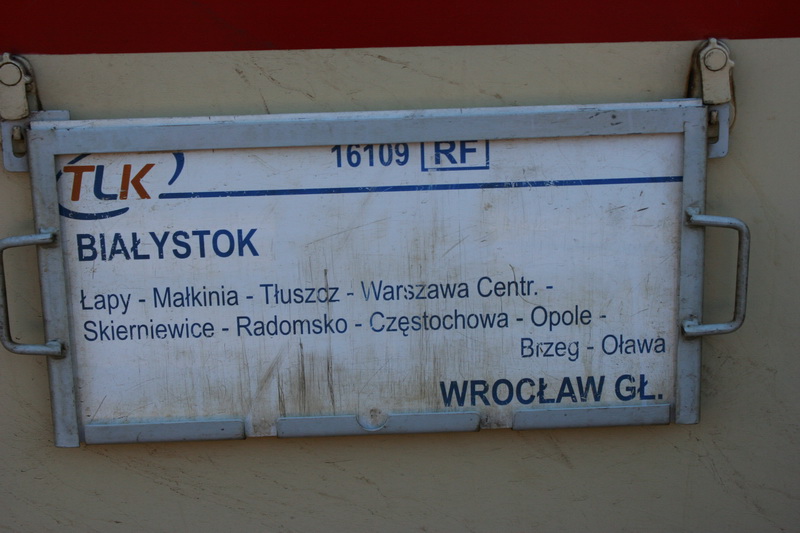 16109 RF
TLK
BIAŁYSTOK
Łapy - Małkinia - Tłuszcz - Warszawa Centr. -
Skierniewice - Radomsko - Częstochowa - Opole -
Brzeg - Oława
WROCŁAW GŁ.